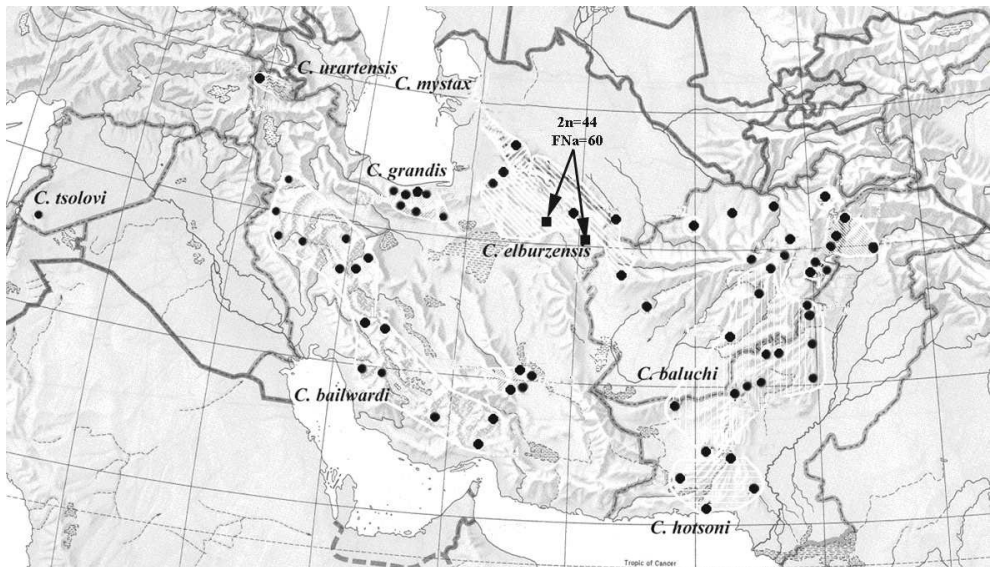 C. urartensis
C. mystax
2n=44
FNa=60
C. grandis
C. tsolovi
C. elburzensis
C. baluchi
C. bailwardi
C. hotsoni
Tropic of Cancer